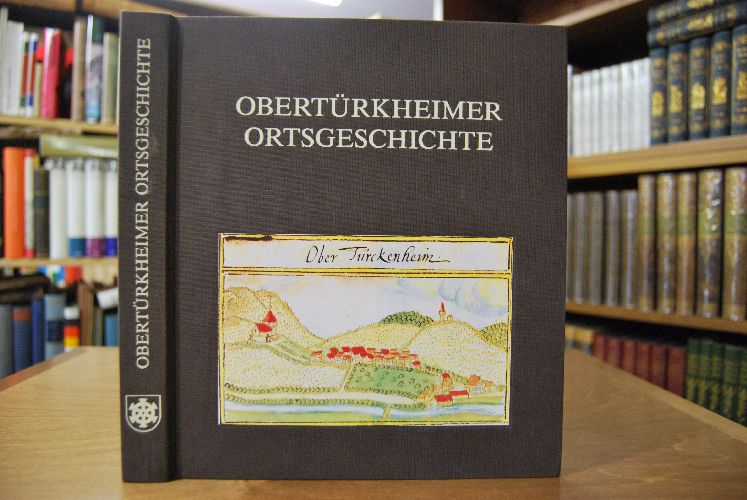 OBERTÜRKHEIMER
ORTSGESCHICHTE
Ober Türckenheim
OBERTÜRKHEIMER ORTSGESCHICHTE